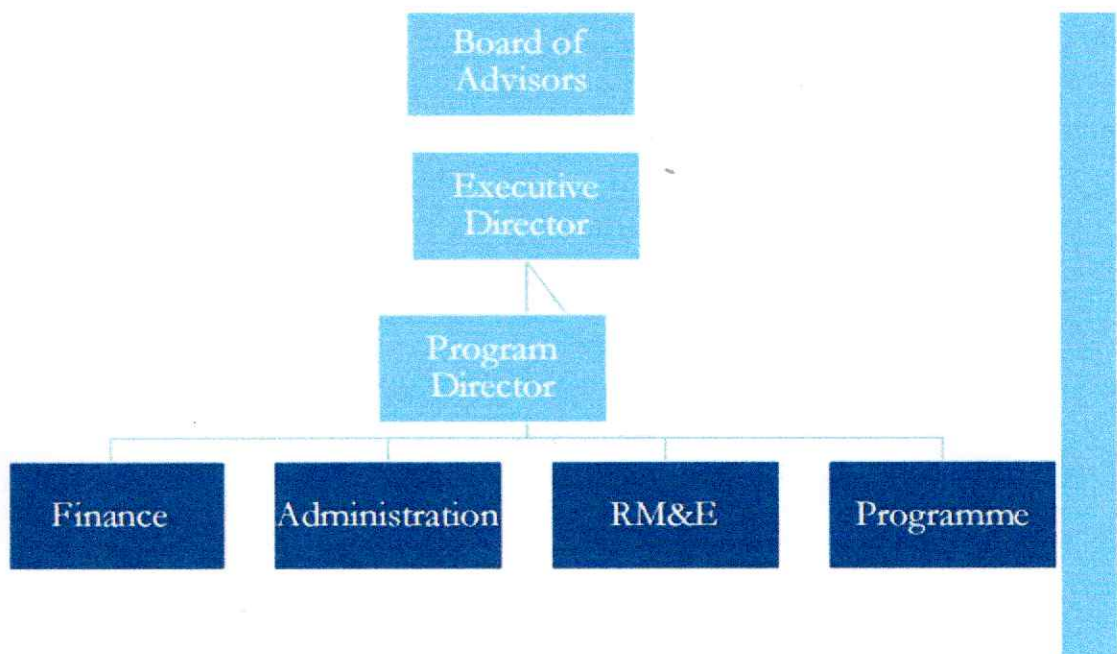 Board of
Advisors
Executive
Director
Program
Director
Finance
Administration
RM&E
Programme